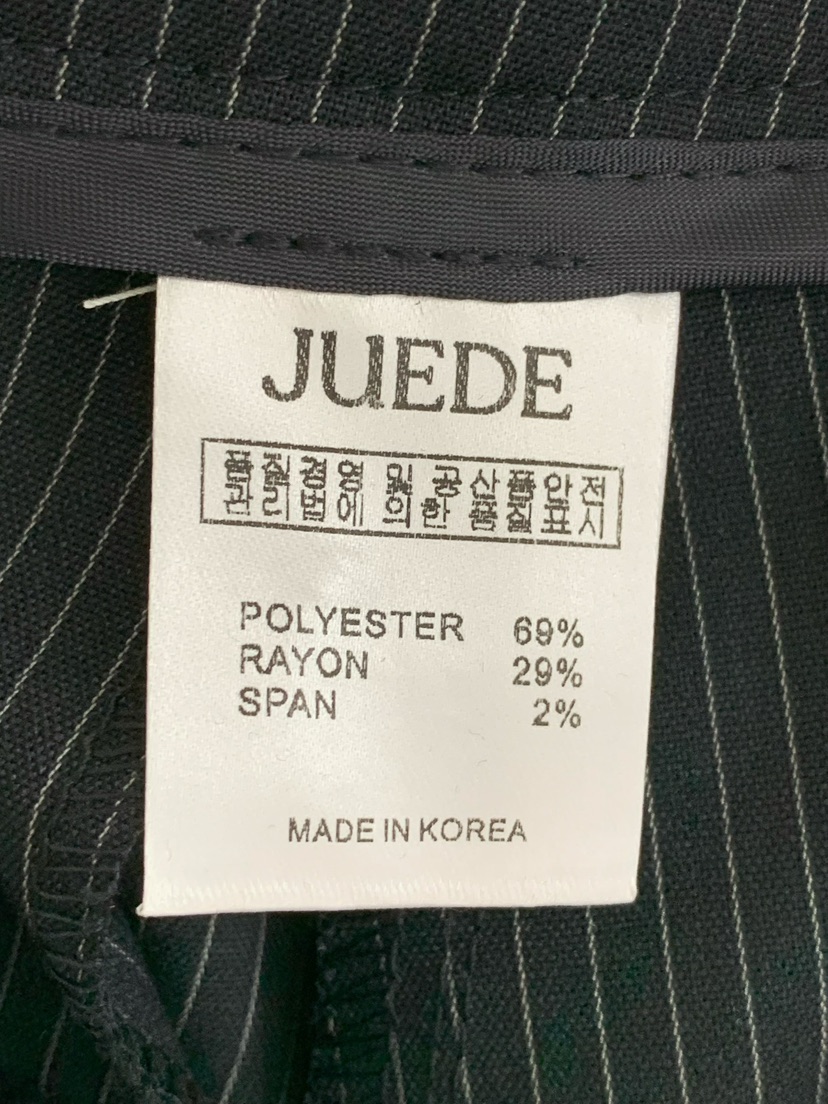 JUEDE
품질경영 및 공산품안전
관리법에 의한 품질표시
POLYESTER 69%
RAYON 29%
SPAN 2%
MADE IN KOREA